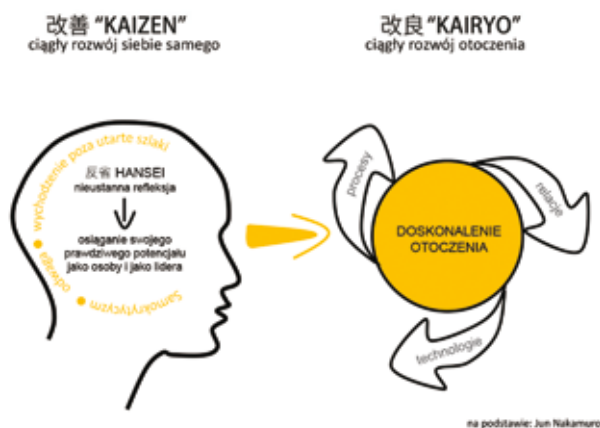 改善 “KAIZEN”
ciągły rozwój siebie samego
改良 “KAIRYO”
ciągły rozwój otoczenia
Samokrytycyzm ● odwaga ● wychodzenie poza utarte szlaki
反省 HANSEI
nieustanna refleksja
osiąganie swojego
prawdziwego potencjału
jako osoby i jako lidera
procesy
relacje
technologie
DOSKONALENIE
OTOCZENIA
na podstawie: Jun Nakamuro